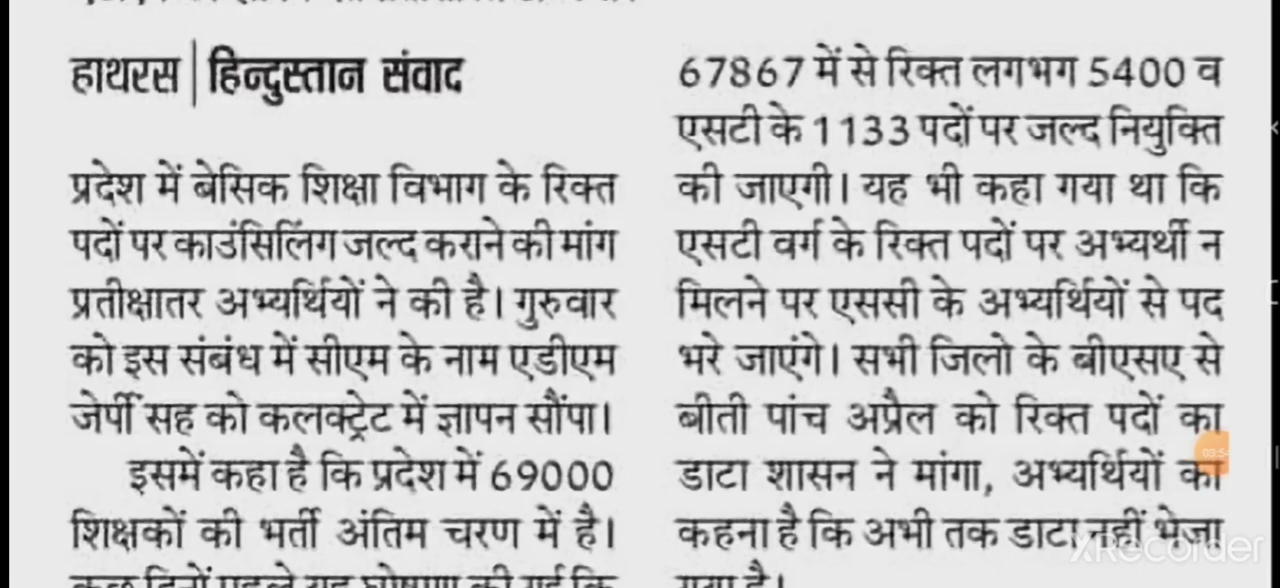 हाथरस | हिन्दुस्तान संवाद
प्रदेश में बेसिक शिक्षा विभाग के रिक्त
पदों पर काउंसिलिंग जल्द कराने की मांग
प्रतीक्षातर अभ्यर्थियों ने की है। गुरुवार
को इस संबंध में सीएम के नाम एडीएम
जेर्पी सह को कलक्ट्रेट में ज्ञापन सौंपा।
इसमें कहा है कि प्रदेश में 69000
शिक्षकों की भर्ती अंतिम चरण में है।
67867 में से रिक्त लगभग 5400 व
एसटी के 1133 पदों पर जल्द नियुक्ति
की जाएगी। यह भी कहा गया था कि
एसटी वर्ग के रिक्त पदों पर अभ्यर्थी न
मिलने पर एससी के अभ्यर्थियों से पद
भरे जाएंगे। सभी जिलो के बीएसए से
बीती पांच अप्रैल को रिक्त पदों का
डाटा शासन ने मांगा, अभ्यर्थियों का
कहना है कि अभी तक डाटा नहीं भेजा
गया है।
03:54
XRecorder